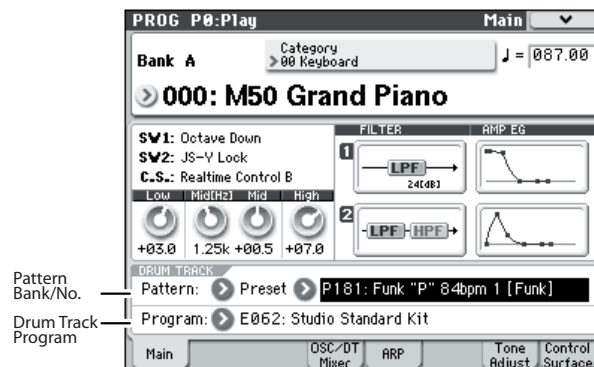 PROG P0:Play Main
Bank A
Category
00 Keyboard
♩= 087.00
000: M50 Grand Piano
SW1: Octave Down
SW2: JS-Y Lock
C.S.: Realtime Control B
FILTER
AMP EG
1
LPF
24[dB]
2
LPF HPF
Low Mid[Hz] Mid High
+03.0 1.25k +00.5 +07.0
DRUM TRACK
Pattern Bank/No.
Pattern: Preset P181: Funk "P" 84bpm 1 [Funk]
Drum Track Program
Program: E062: Studio Standard Kit
Main
OSC/DT Mixer
ARP
Tone Adjust
Control Surface